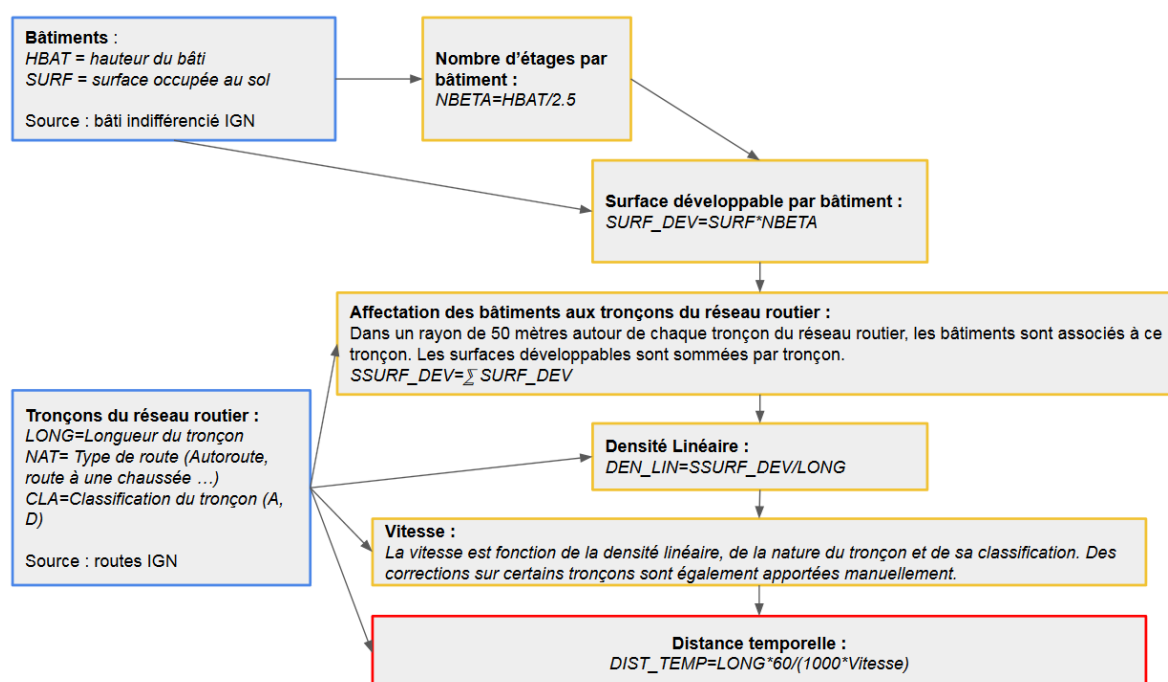 Bâtiments :
HBAT = hauteur du bâti
SURF = surface occupée au sol
Source : bâti indifférencié IGN
Nombre d'étages par
bâtiment :
NBETA=HBAT/2.5
Surface développable par bâtiment :
SURF_DEV=SURF*NBETA
Affectation des bâtiments aux tronçons du réseau routier :
Dans un rayon de 50 mètres autour de chaque tronçon du réseau routier, les bâtiments sont associés à ce
tronçon. Les surfaces développables sont sommées par tronçon.
SSURF_DEV=∑ SURF_DEV
Tronçons du réseau routier :
LONG=Longueur du tronçon
NAT= Type de route (Autoroute,
route à une chaussée …)
CLA=Classification du tronçon (A,
D)
Source : routes IGN
Densité Linéaire :
DEN_LIN=SSURF_DEV/LONG
Vitesse :
La vitesse est fonction de la densité linéaire, de la nature du tronçon et de sa classification. Des
corrections sur certains tronçons sont également apportées manuellement.
Distance temporelle :
DIST_TEMP=LONG*60/(1000*Vitesse)